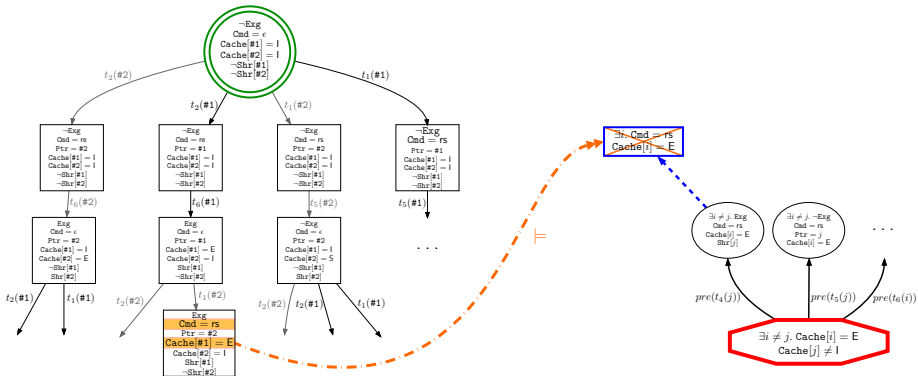 ¬Exg
Cmd = ϵ
Cache[#1] = I
Cache[#2] = I
¬Shr[#1]
¬Shr[#2]
t₂(#2)
t₂(#1)
t₁(#2)
t₁(#1)
¬Exg
Cmd = re
Ptr = #2
Cache[#1] = I
Cache[#2] = I
¬Shr[#1]
¬Shr[#2]
¬Exg
Cmd = re
Ptr = #1
Cache[#1] = I
Cache[#2] = I
¬Shr[#1]
¬Shr[#2]
¬Exg
Cmd = rs
Ptr = #2
Cache[#1] = I
Cache[#2] = I
¬Shr[#1]
¬Shr[#2]
¬Exg
Cmd = rs
Ptr = #1
Cache[#1] = I
Cache[#2] = I
¬Shr[#1]
¬Shr[#2]
t₆(#2)
t₆(#1)
t₅(#2)
t₅(#1)
Exg
Cmd = ϵ
Ptr = #2
Cache[#1] = I
Cache[#2] = E
¬Shr[#1]
Shr[#2]
Exg
Cmd = ϵ
Ptr = #1
Cache[#1] = E
Cache[#2] = I
Shr[#1]
¬Shr[#2]
¬Exg
Cmd = ϵ
Ptr = #2
Cache[#1] = I
Cache[#2] = S
¬Shr[#1]
Shr[#2]
. . .
t₂(#1)
t₁(#1)
t₂(#2)
t₁(#2)
t₂(#2)
t₂(#1)
t₁(#1)
Exg
Cmd = rs
Ptr = #2
Cache[#1] = E
Cache[#2] = I
Shr[#1]
¬Shr[#2]
⊨
∃i. Cmd = rs
Cache[i] = E
∃i ≠ j. Exg
Cmd = rs
Cache[i] = E
Shr[j]
∃i ≠ j. ¬Exg
Cmd = rs
Ptr = j
Cache[i] = E
. . .
pre(t₄(j))
pre(t₅(j))
pre(t₆(i))
∃i ≠ j. Cache[i] = E
Cache[j] ≠ I